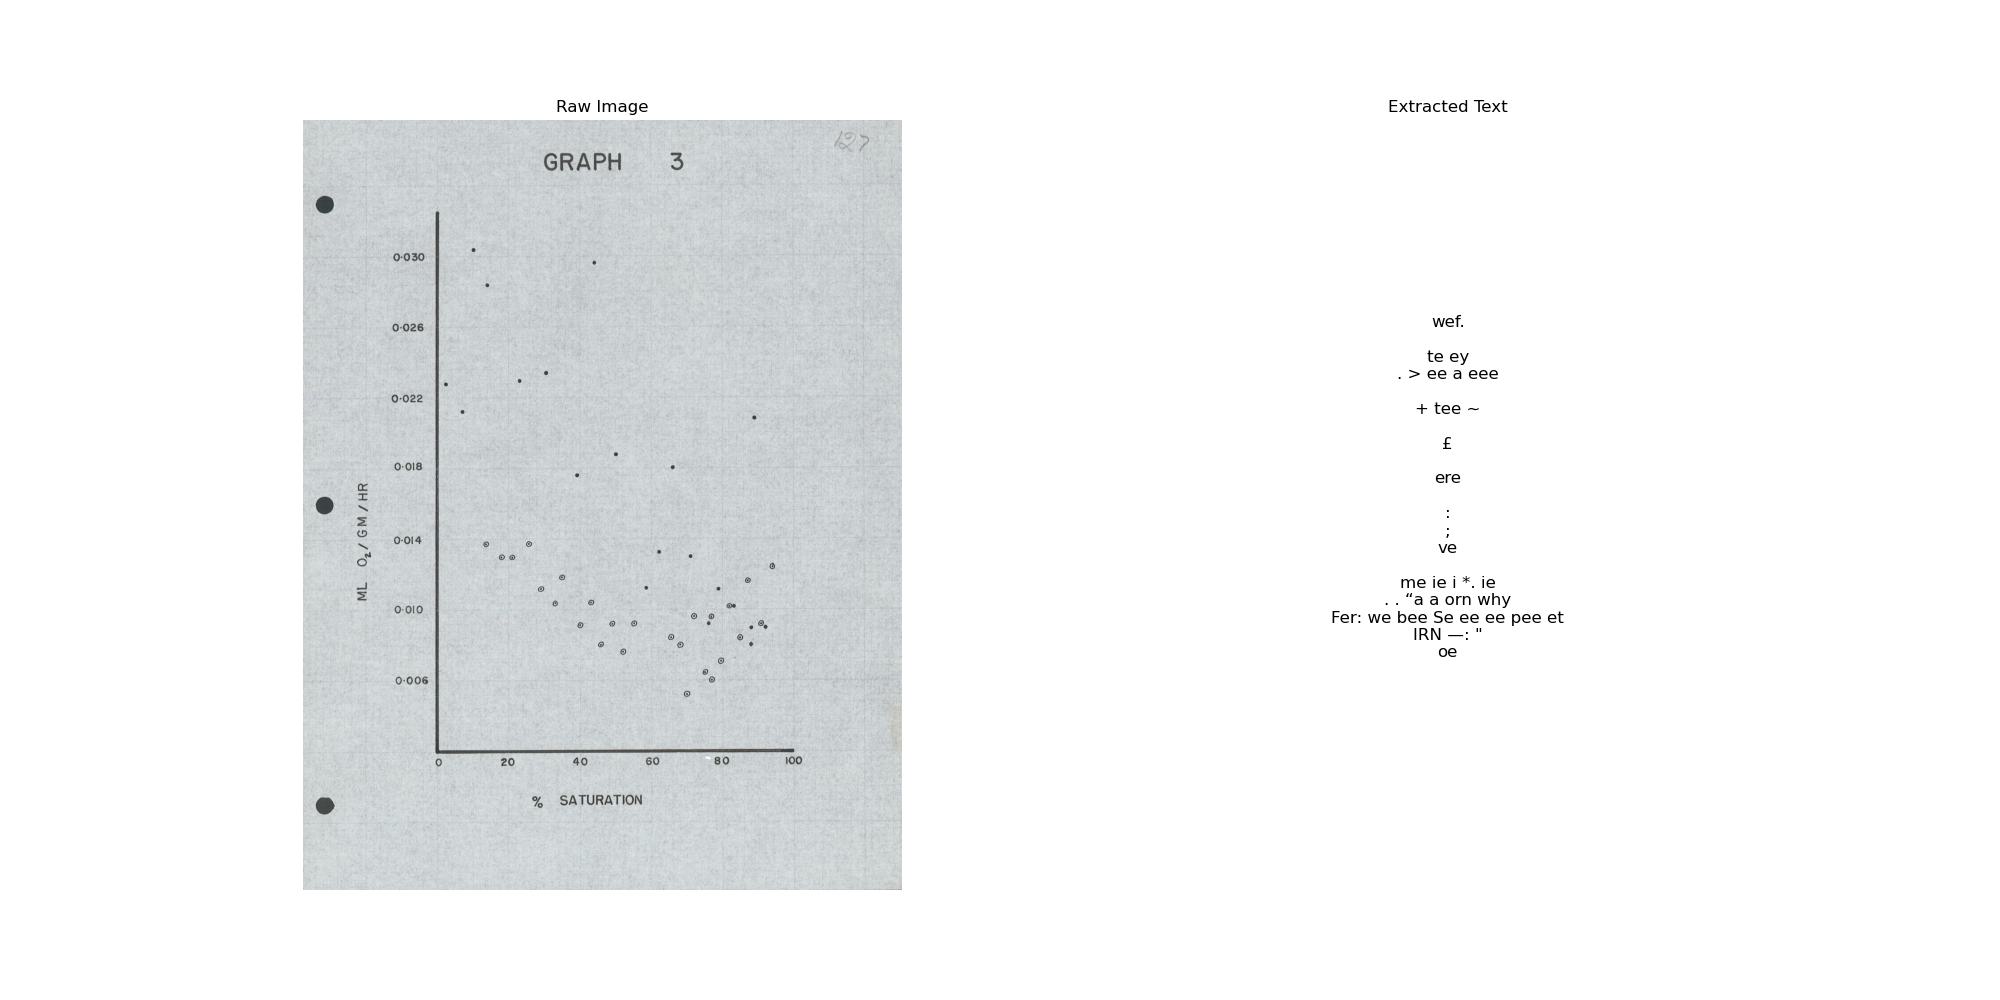 Raw Image
Extracted Text
127
GRAPH 3
0·030
0·026
0·022
0·018
0·014
0·010
0·006
ML O₂/GM/HR
0 20 40 60 80 100
% SATURATION
wef.
te ey
. > ee a eee
+ tee ~
£
ere
:
;
ve
me ie i *. ie
. . “a a orn why
Fer: we bee Se ee ee pee et
IRN —: "
oe